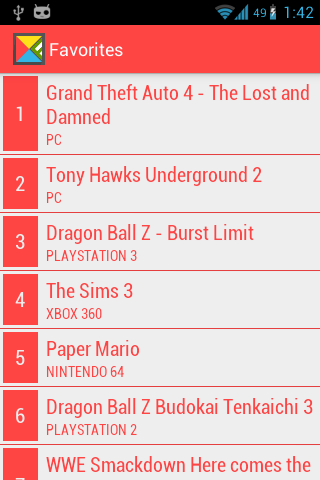 49 1:42
Favorites
1
Grand Theft Auto 4 - The Lost and
Damned
PC
2
Tony Hawks Underground 2
PC
3
Dragon Ball Z - Burst Limit
PLAYSTATION 3
4
The Sims 3
XBOX 360
5
Paper Mario
NINTENDO 64
6
Dragon Ball Z Budokai Tenkaichi 3
PLAYSTATION 2
WWE Smackdown Here comes the